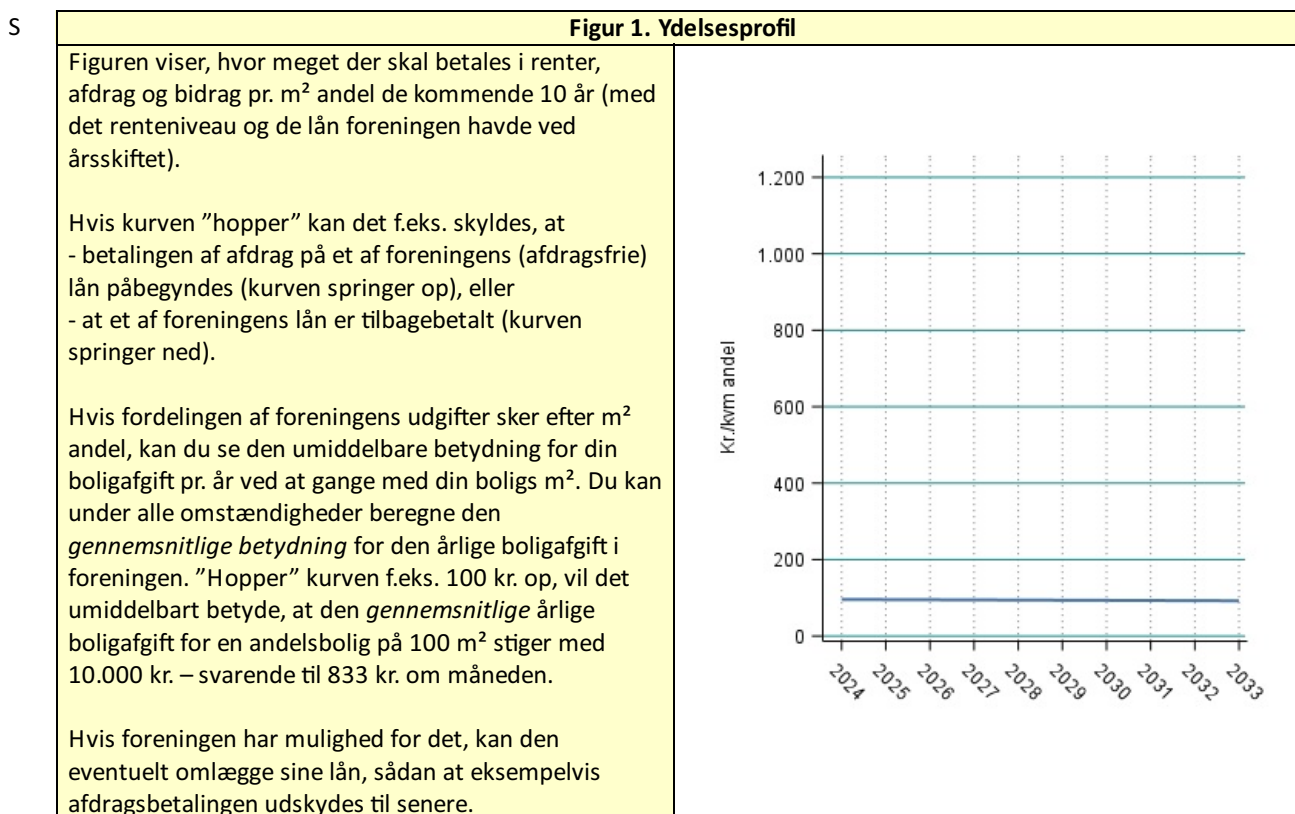 S
Figur 1. Ydelsesprofil
Figuren viser, hvor meget der skal betales i renter,
afdrag og bidrag pr. m² andel de kommende 10 år (med
det renteniveau og de lån foreningen havde ved
årsskiftet).
Hvis kurven ”hopper” kan det f.eks. skyldes, at
- betalingen af afdrag på et af foreningens (afdragsfrie)
lån påbegyndes (kurven springer op), eller
- at et af foreningens lån er tilbagebetalt (kurven
springer ned).
Hvis fordelingen af foreningens udgifter sker efter m²
andel, kan du se den umiddelbare betydning for din
boligafgift pr. år ved at gange med din boligs m². Du kan
under alle omstændigheder beregne den
gennemsnitlige betydning for den årlige boligafgift i
foreningen. ”Hopper” kurven f.eks. 100 kr. op, vil det
umiddelbart betyde, at den gennemsnitlige årlige
boligafgift for en andelsbolig på 100 m² stiger med
10.000 kr. – svarende til 833 kr. om måneden.
Hvis foreningen har mulighed for det, kan den
eventuelt omlægge sine lån, sådan at eksempelvis
afdragsbetalingen udskydes til senere.
Kr./kvm andel
1.200
1.000
800
600
400
200
0
2024
2025
2026
2027
2028
2029
2030
2031
2032
2033